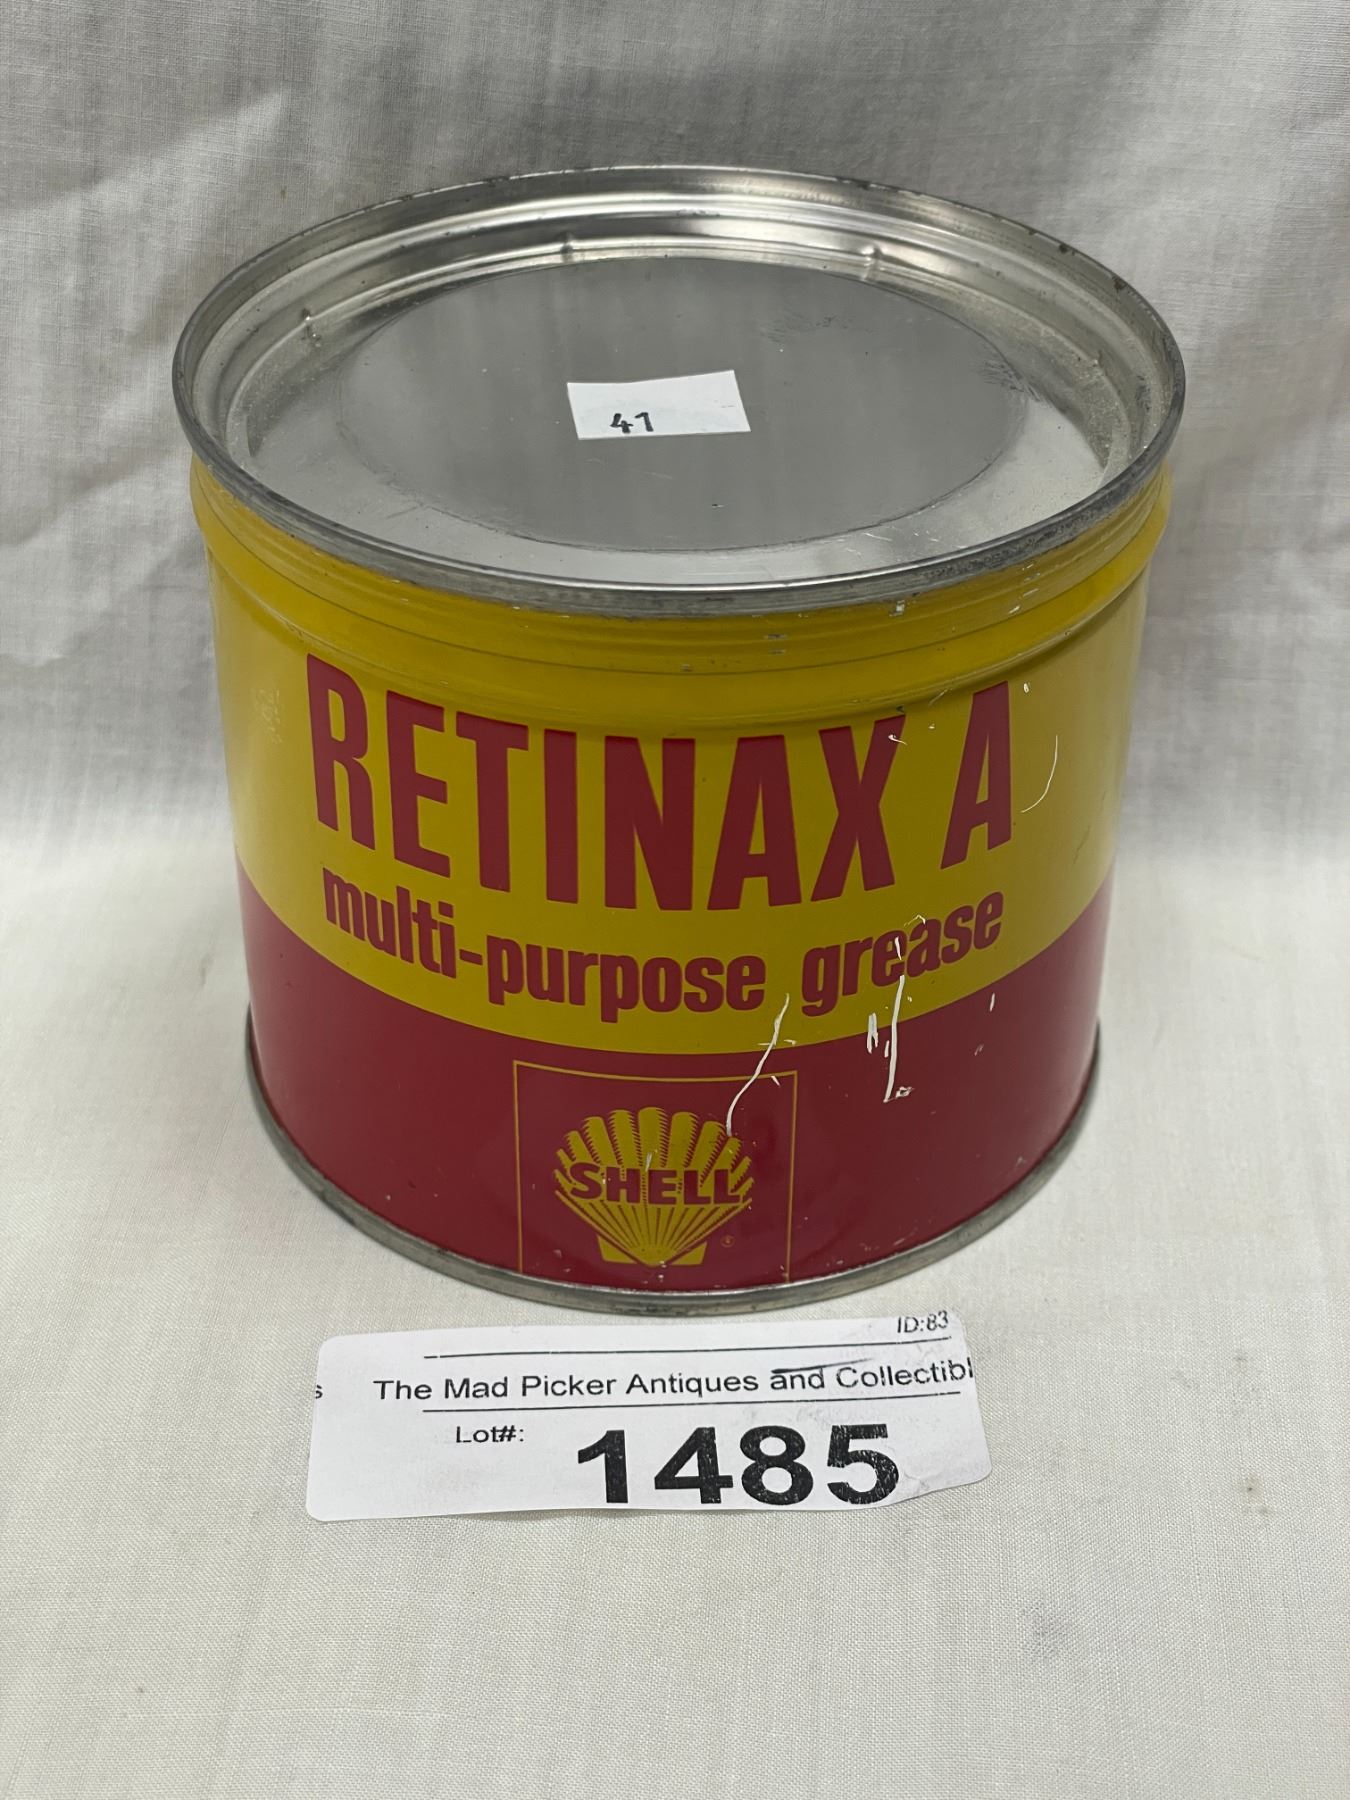 41
RETINAX A
multi-purpose grease
SHELL
ID:83
s The Mad Picker Antiques and Collectibl
Lot#: 1485